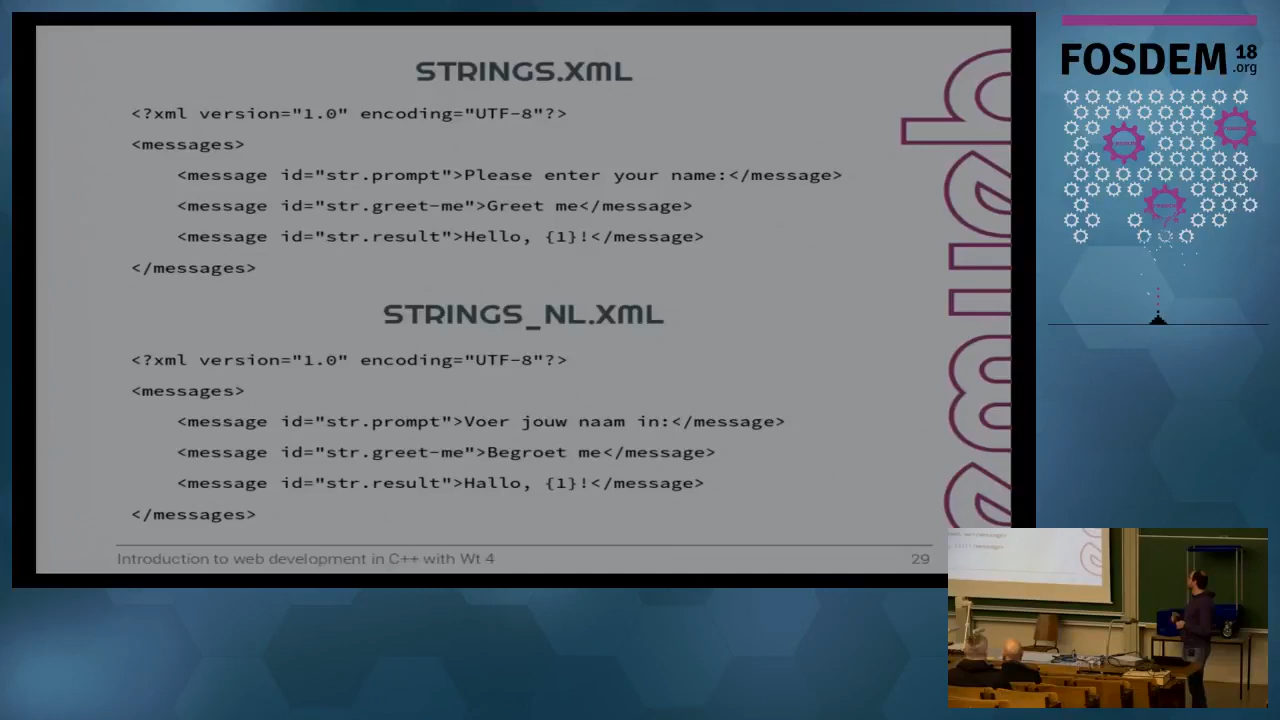 STRINGS.XML
<?xml version="1.0" encoding="UTF-8"?>
<messages>
<message id="str.prompt">Please enter your name:</message>
<message id="str.greet-me">Greet me</message>
<message id="str.result">Hello, {1}!</message>
</messages>
STRINGS_NL.XML
<?xml version="1.0" encoding="UTF-8"?>
<messages>
<message id="str.prompt">Voer jouw naam in:</message>
<message id="str.greet-me">Begroet me</message>
<message id="str.result">Hallo, {1}!</message>
</messages>
Introduction to web development in C++ with Wt 4
29
FOSDEM 18
.org